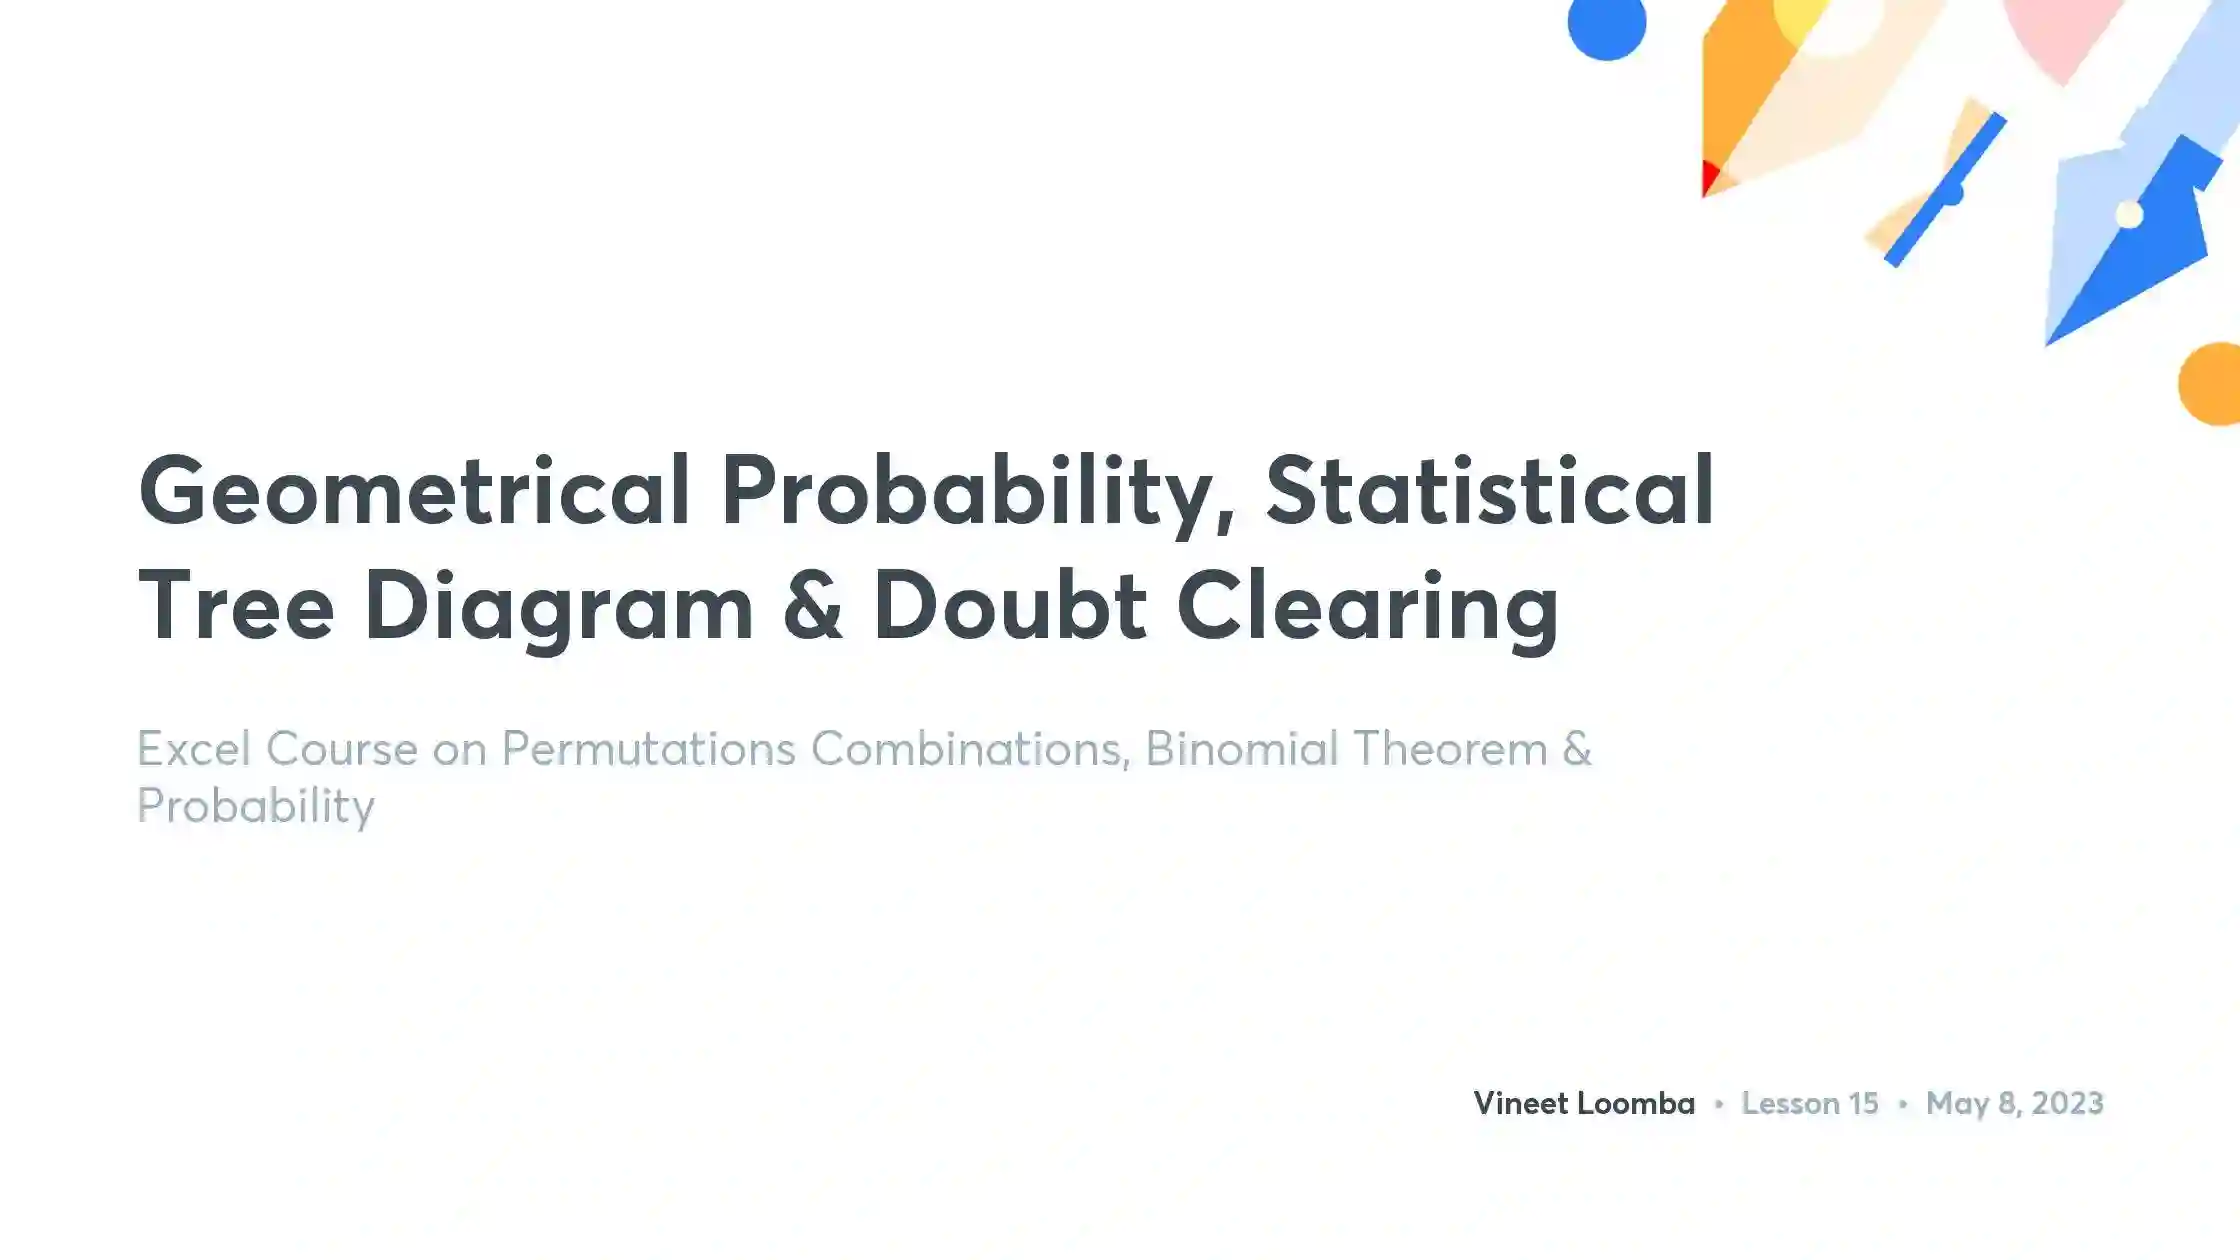 Geometrical Probability, Statistical
Tree Diagram & Doubt Clearing
Excel Course on Permutations Combinations, Binomial Theorem &
Probability
Vineet Loomba • Lesson 15 • May 8, 2023